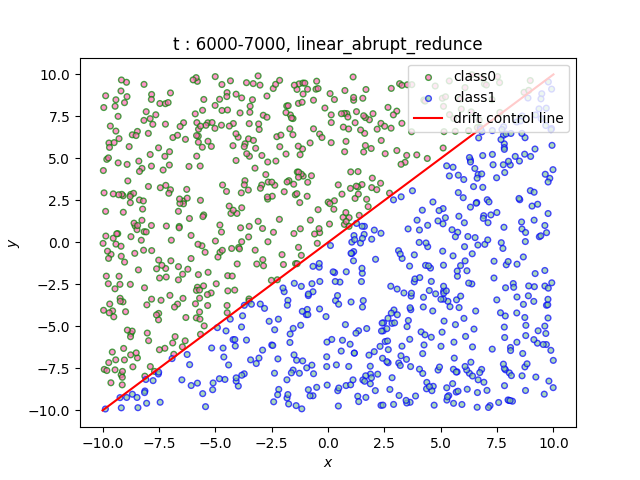 t : 6000-7000, linear_abrupt_redunce
class0
class1
drift control line
y
10.0
7.5
5.0
2.5
0.0
−2.5
−5.0
−7.5
−10.0
−10.0 −7.5 −5.0 −2.5 0.0 2.5 5.0 7.5 10.0
x